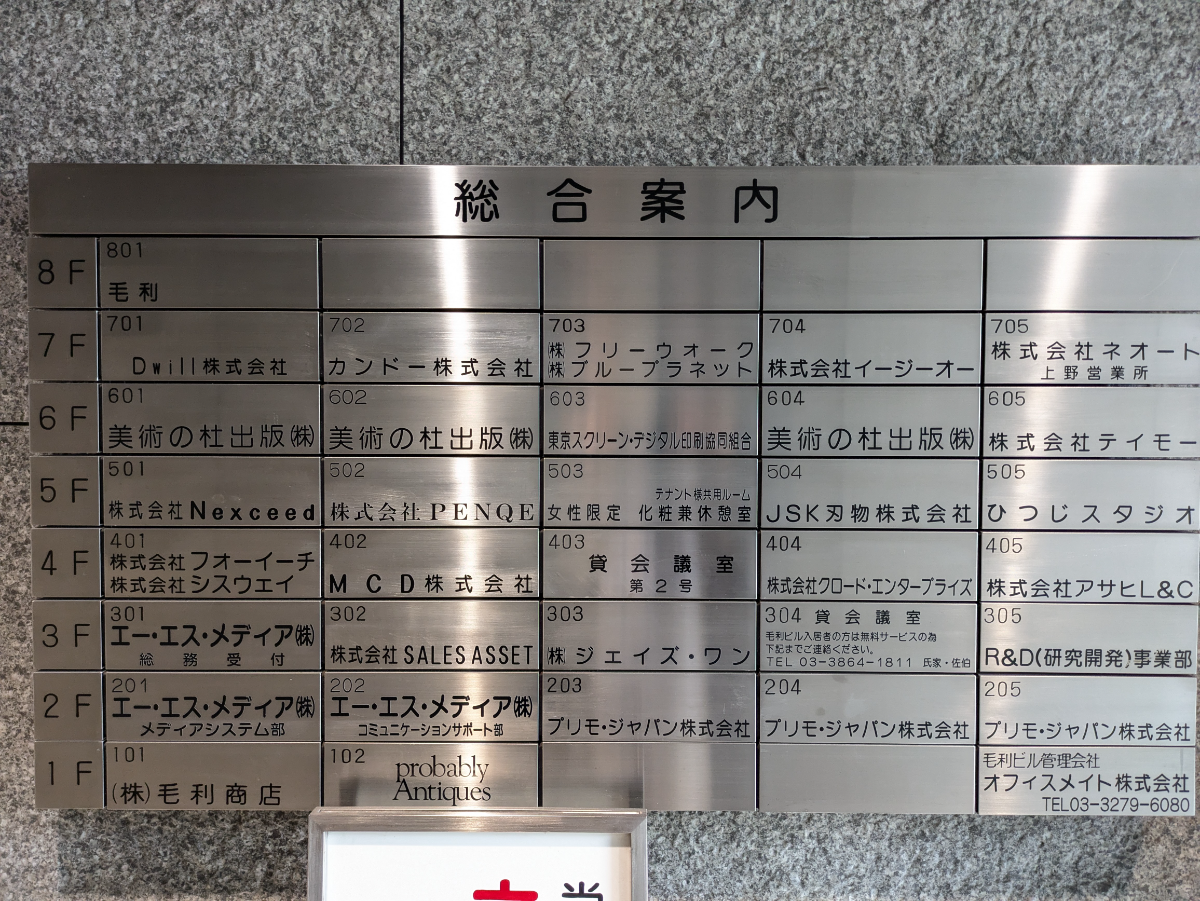 総合案内
8F
801
毛利
7F
701
Dwill株式会社
702
カンドー株式会社
703
㈱フリーウォーク
㈱ブループラネット
704
株式会社イージーオー
705
株式会社ネオート
上野営業所
6F
601
美術の杜出版㈱
602
美術の杜出版㈱
603
東京スクリーン・デジタル印刷協同組合
604
美術の杜出版㈱
605
株式会社テイモー
5F
501
株式会社Nexceed
502
株式会社PENQE
503
テナント様共用ルーム
女性限定 化粧兼休憩室
504
JSK刃物株式会社
505
ひつじスタジオ
4F
401
株式会社フォーイーチ
株式会社シスウエイ
402
MCD株式会社
403
貸会議室
第2号
404
株式会社クロード・エンタープライズ
405
株式会社アサヒL&C
3F
301
エー・エス・メディア㈱
総務受付
302
株式会社SALES ASSET
303
㈱ジェイズ・ワン
304 貸会議室
毛利ビル入居者の方は無料サービスの為
下記までご連絡ください。
TEL 03-3864-1811 氏家・佐伯
305
R&D(研究開発)事業部
2F
201
エー・エス・メディア㈱
メディアシステム部
202
エー・エス・メディア㈱
コミュニケーションサポート部
203
プリモ・ジャパン株式会社
204
プリモ・ジャパン株式会社
205
プリモ・ジャパン株式会社
1F
101
(株)毛利商店
102
probably
Antiques
毛利ビル管理会社
オフィスメイト株式会社
TEL03-3279-6080